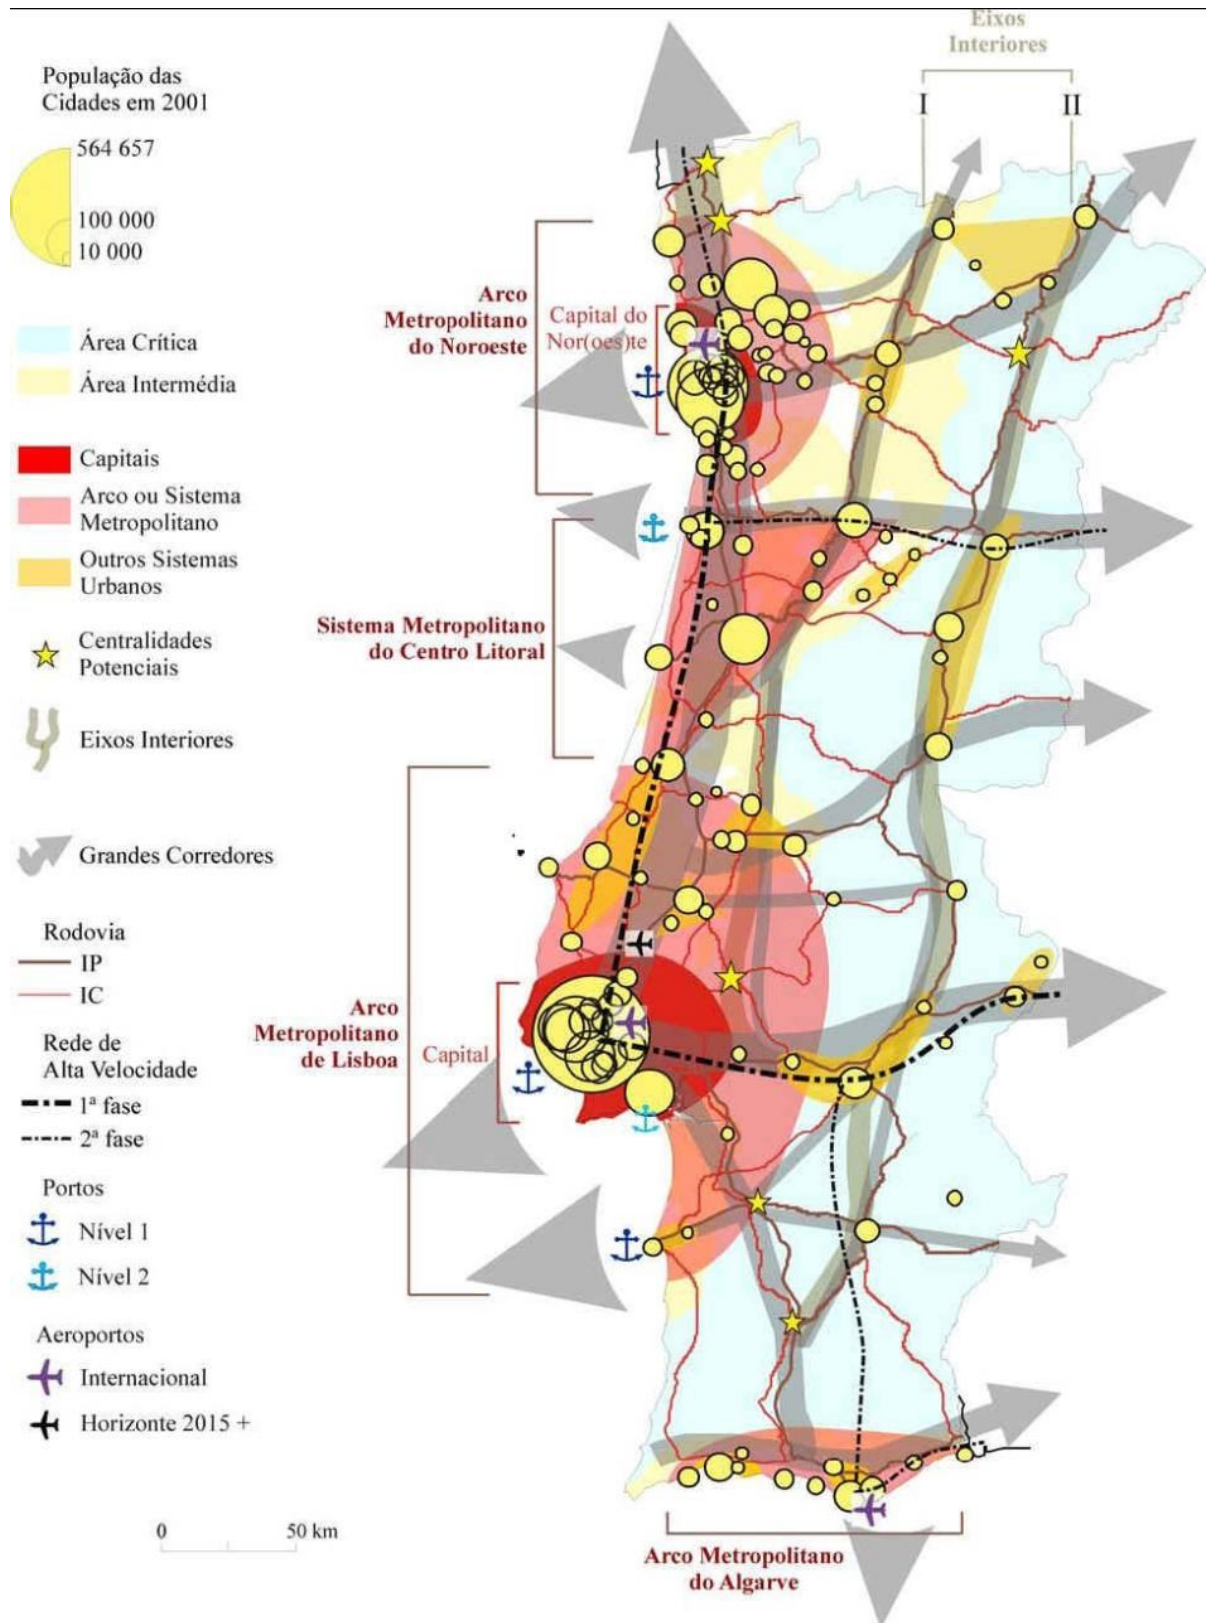 Eixos
Interiores
I
II
População das
Cidades em 2001
564 657
100 000
10 000
Área Crítica
Área Intermédia
Capitais
Arco ou Sistema
Metropolitano
Outros Sistemas
Urbanos
Centralidades
Potenciais
Eixos Interiores
Grandes Corredores
Rodovia
IP
IC
Rede de
Alta Velocidade
1ª fase
2ª fase
Portos
Nível 1
Nível 2
Aeroportos
Internacional
Horizonte 2015 +
0
50 km
Arco
Metropolitano
do Noroeste
Capital do
Nor(oes)te
Sistema Metropolitano
do Centro Litoral
Arco
Metropolitano
de Lisboa
Capital
Arco Metropolitano
do Algarve